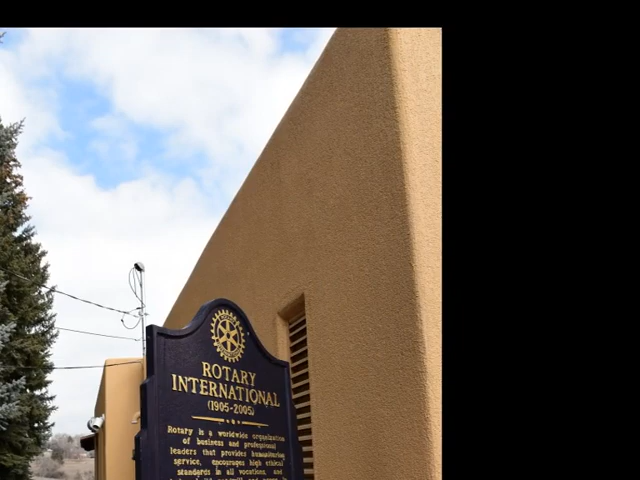 ROTARY
INTERNATIONAL
(1905-2005)
Rotary is a worldwide organization
of business and professional
leaders that provides humanitarian
service, encourages high ethical
standards in all vocations, and